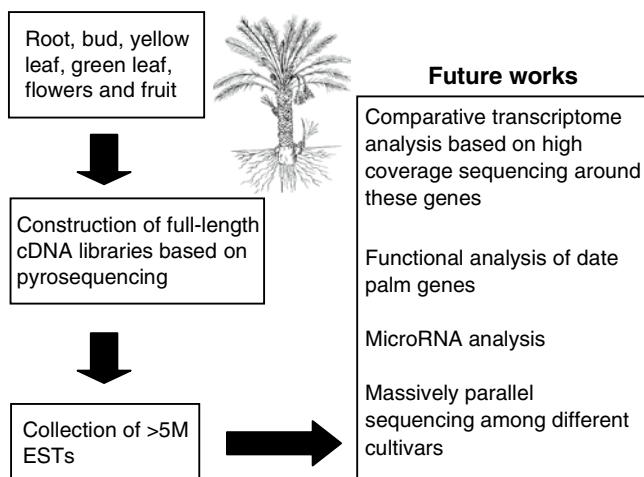 Root, bud, yellow
leaf, green leaf,
flowers and fruit
Construction of full-length
cDNA libraries based on
pyrosequencing
Collection of >5M
ESTs
Future works
Comparative transcriptome
analysis based on high
coverage sequencing around
these genes
Functional analysis of date
palm genes
MicroRNA analysis
Massively parallel
sequencing among different
cultivars